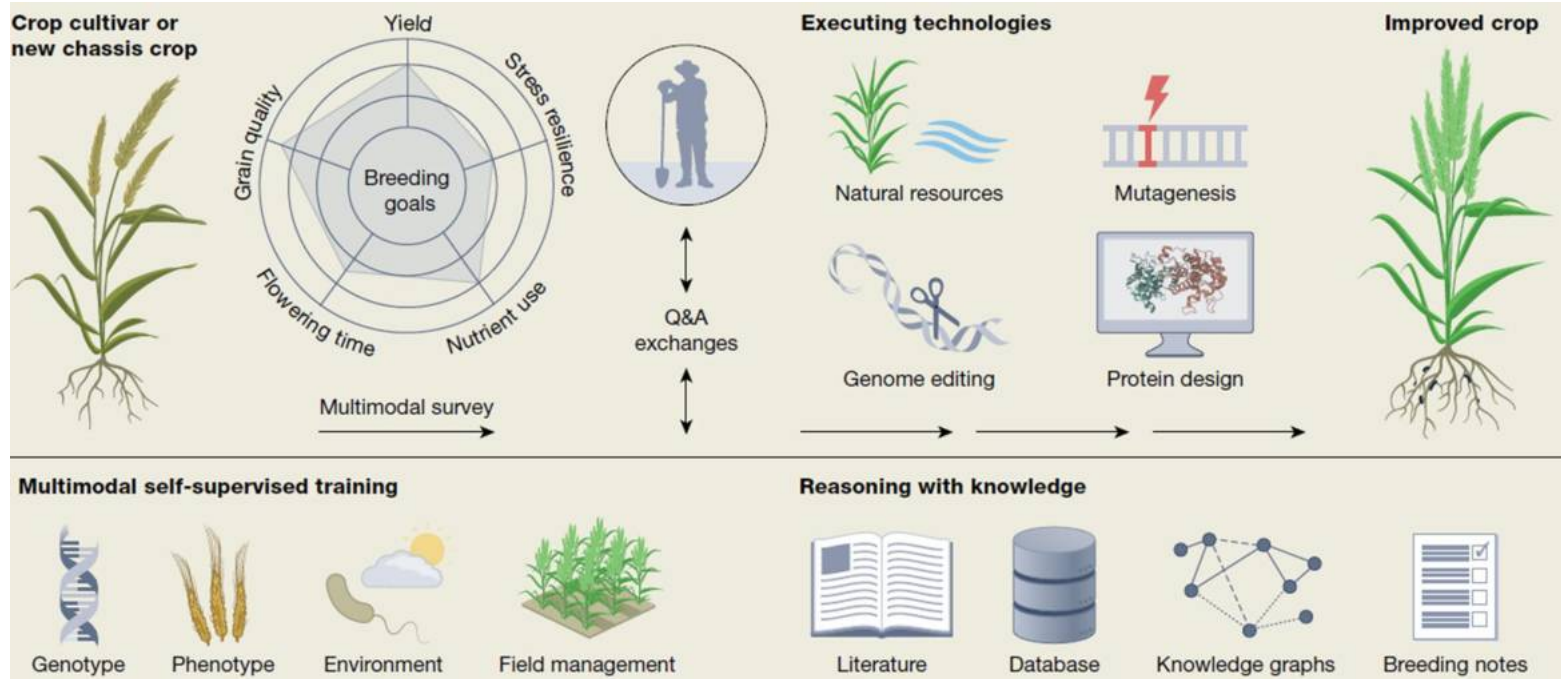 Crop cultivar or
new chassis crop
Yield
Stress resilience
Grain quality
Breeding
goals
Flowering time
Nutrient use
Multimodal survey
Q&A
exchanges
Executing technologies
Natural resources
Mutagenesis
Genome editing
Protein design
Improved crop
Multimodal self-supervised training
Genotype
Phenotype
Environment
Field management
Reasoning with knowledge
Literature
Database
Knowledge graphs
Breeding notes